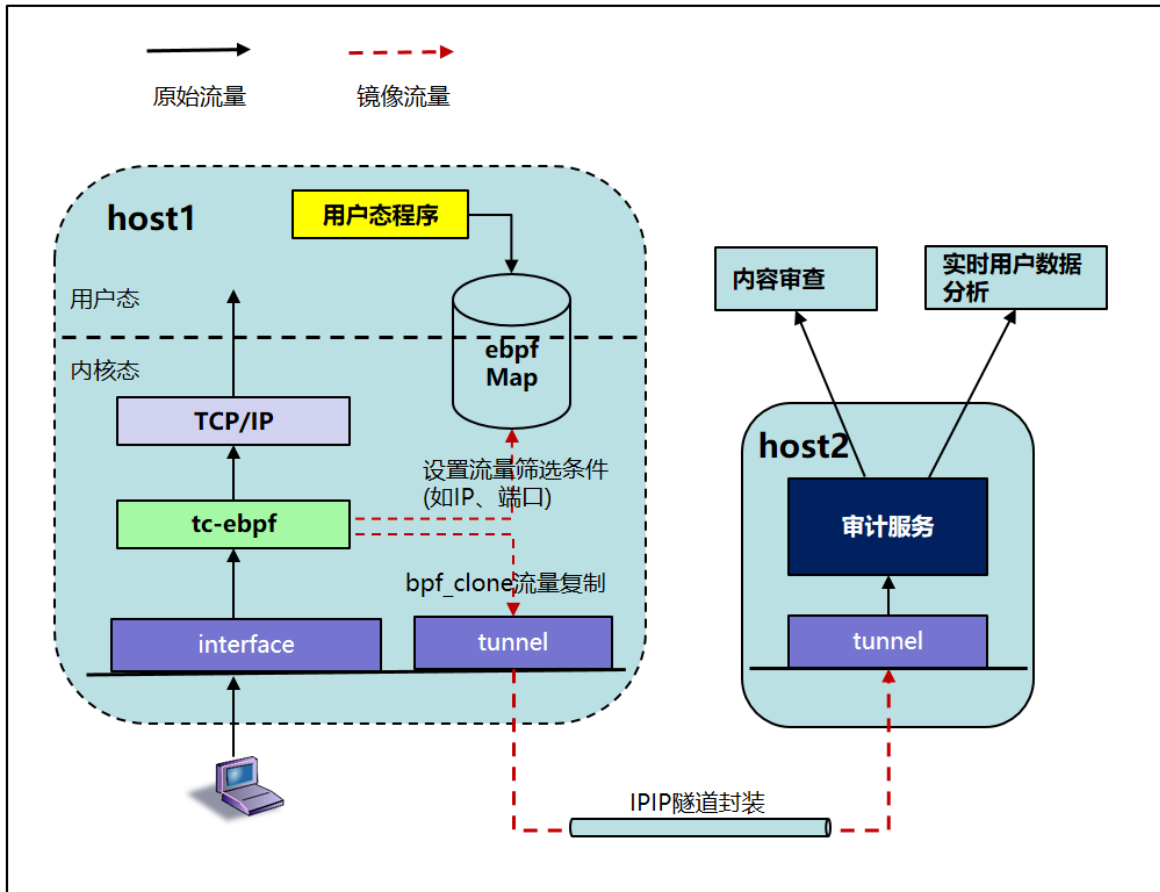 原始流量
镜像流量
host1
用户态程序
用户态
内核态
ebpf
Map
TCP/IP
设置流量筛选条件
(如IP、端口)
tc-ebpf
bpf_clone流量复制
interface
tunnel
内容审查
实时用户数据
分析
host2
审计服务
tunnel
IPIP隧道封装